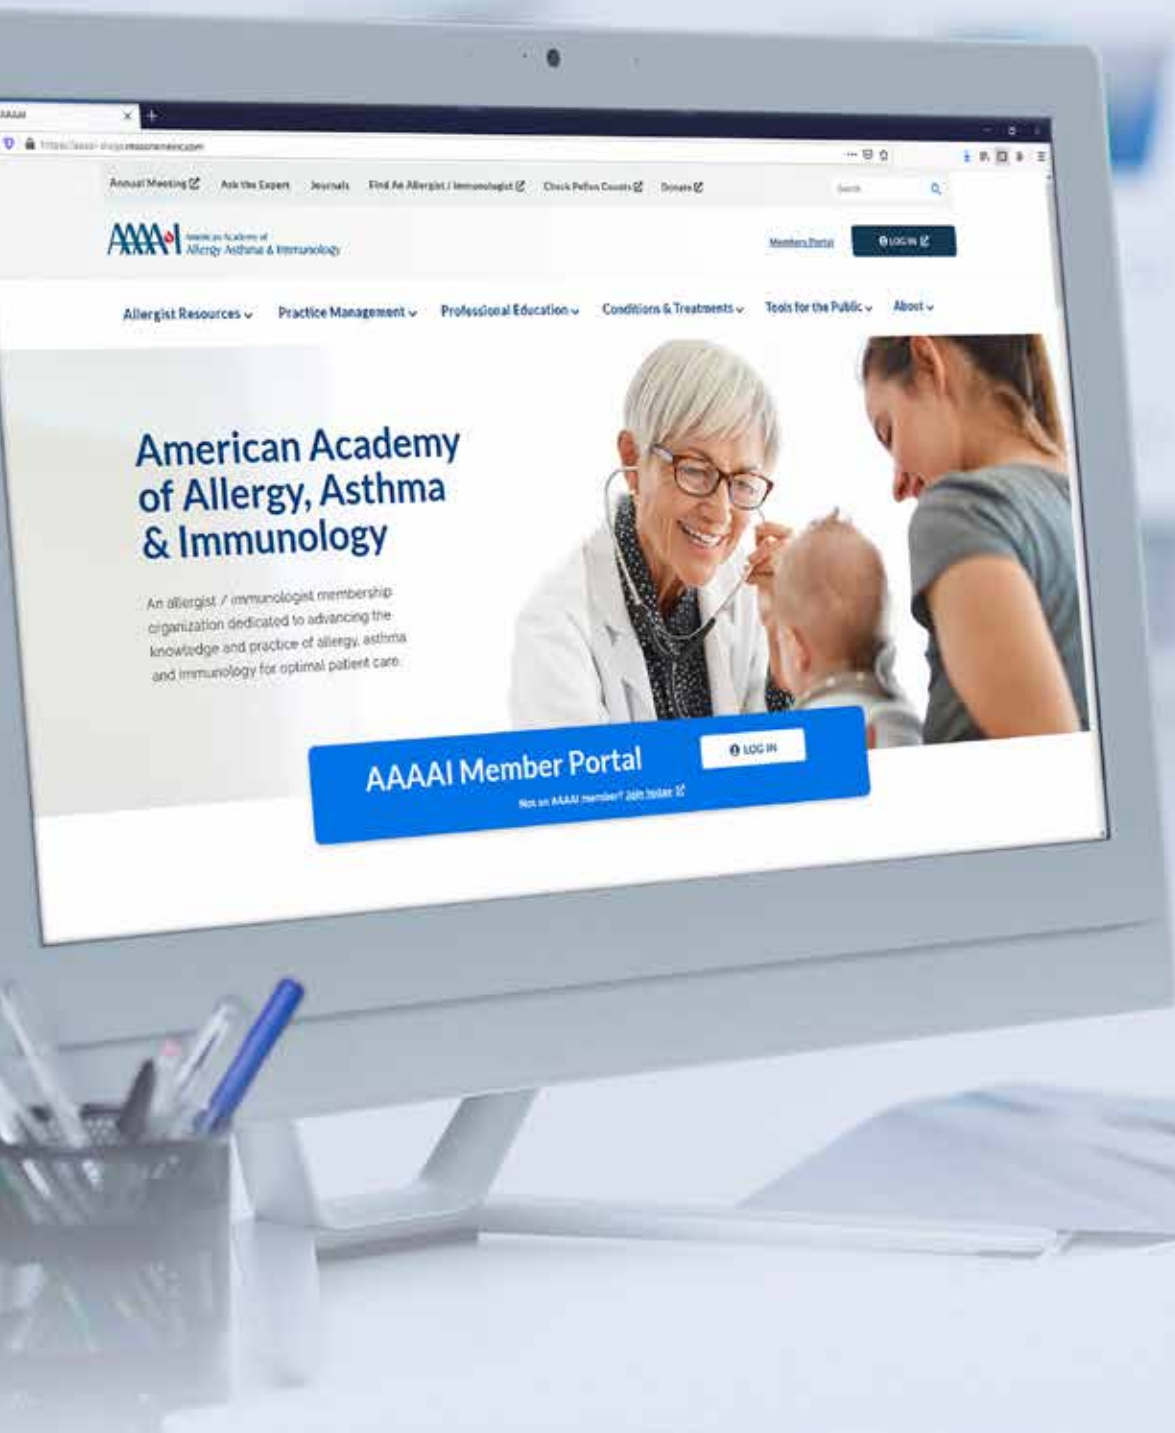 AAAAI
Annual Meeting Ask the Expert Journals Find An Allergist / Immunologist Check Pollen Counts Donate
Search
AAAAI American Academy of
Allergy Asthma & Immunology
Members Portal LOG IN
Allergist Resources Practice Management Professional Education Conditions & Treatments Tools for the Public About
American Academy
of Allergy, Asthma
& Immunology
An allergist / immunologist membership
organization dedicated to advancing the
knowledge and practice of allergy, asthma
and immunology for optimal patient care.
AAAAI Member Portal LOG IN
Not an AAAAI member? Join today